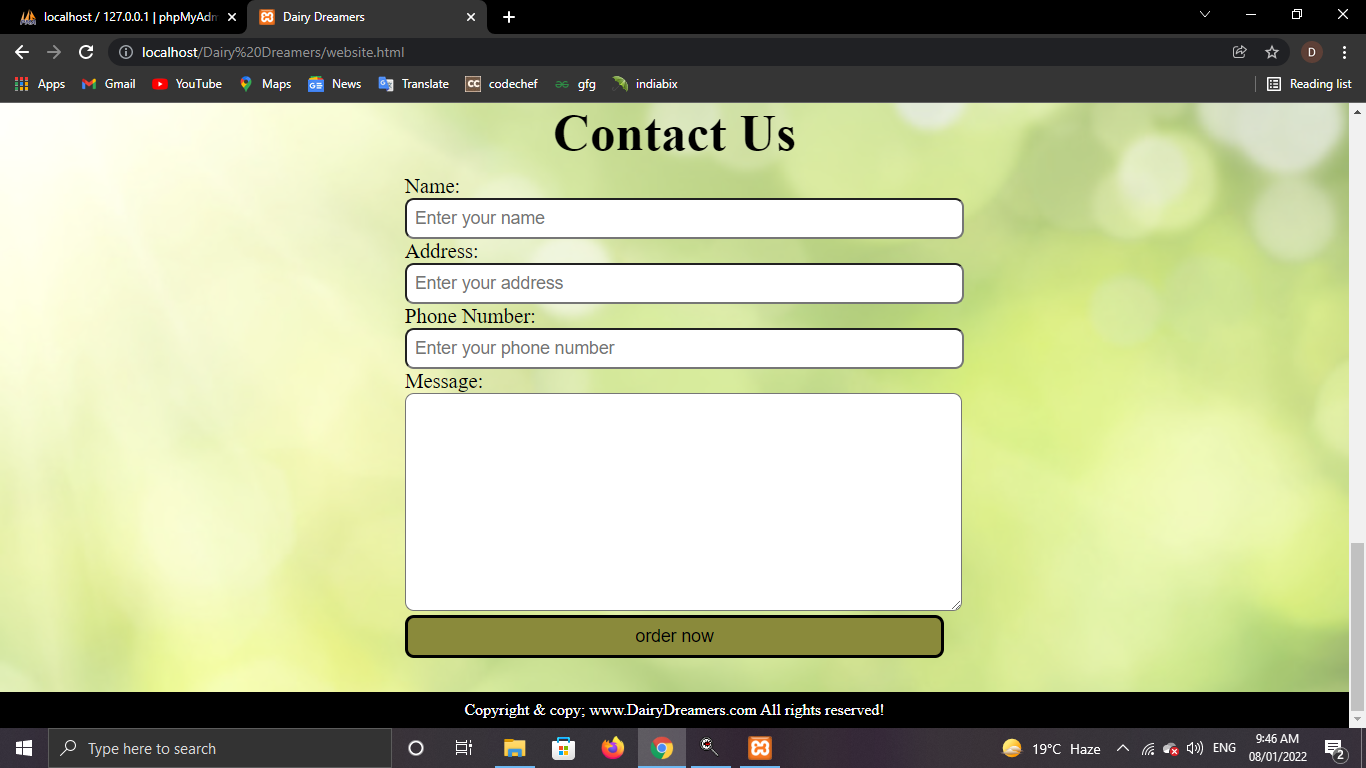 localhost / 127.0.0.1 | phpMyAdm
Dairy Dreamers
localhost/Dairy%20Dreamers/website.html
D
Apps
Gmail
YouTube
Maps
GE
News
Translate
CC
codechef
gfg
indiabix
Reading list
Contact Us
Name:
Enter your name
Address:
Enter your address
Phone Number:
Enter your phone number
Message:
order now
Copyright & copy; www.DairyDreamers.com All rights reserved!
Type here to search
19°C Haze
ENG
9:46 AM
08/01/2022
2